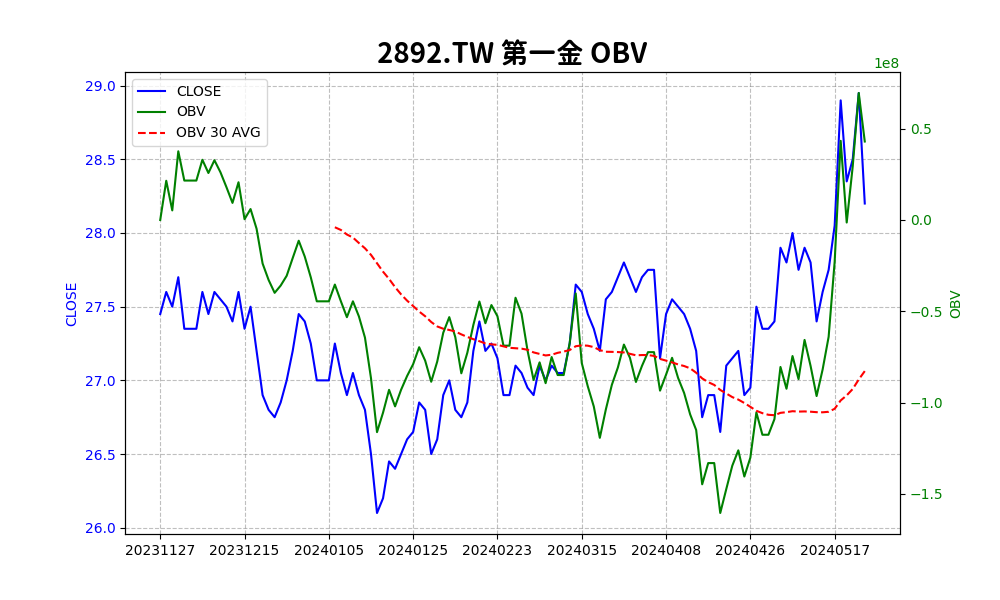 2892.TW 第一金 OBV
1e8
CLOSE
OBV
OBV 30 AVG
29.0
28.5
28.0
27.5
27.0
26.5
26.0
CLOSE
0.5
0.0
−0.5
−1.0
−1.5
OBV
20231127 20231215 20240105 20240125 20240223 20240315 20240408 20240426 20240517